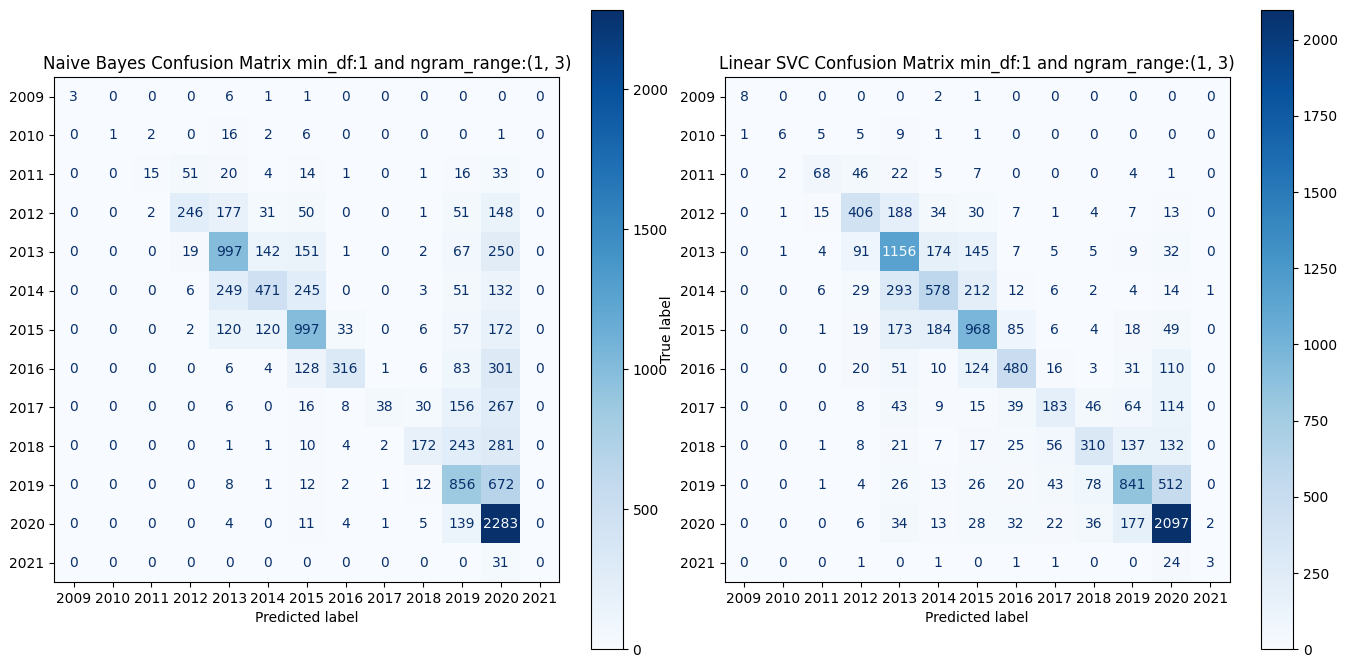 Naive Bayes Confusion Matrix min_df:1 and ngram_range:(1, 3)
2009 3 0 0 0 6 1 1 0 0 0 0 0 0
2010 0 1 2 0 16 2 6 0 0 0 0 1 0
2011 0 0 15 51 20 4 14 1 0 1 16 33 0
2012 0 0 2 246 177 31 50 0 0 1 51 148 0
2013 0 0 0 19 997 142 151 1 0 2 67 250 0
2014 0 0 0 6 249 471 245 0 0 3 51 132 0
2015 0 0 0 2 120 120 997 33 0 6 57 172 0
2016 0 0 0 0 6 4 128 316 1 6 83 301 0
2017 0 0 0 0 6 0 16 8 38 30 156 267 0
2018 0 0 0 0 1 1 10 4 2 172 243 281 0
2019 0 0 0 0 8 1 12 2 1 12 856 672 0
2020 0 0 0 0 4 0 11 4 1 5 139 2283 0
2021 0 0 0 0 0 0 0 0 0 0 0 31 0
2009 2010 2011 2012 2013 2014 2015 2016 2017 2018 2019 2020 2021
Predicted label
2000
1500
1000
500
0
Linear SVC Confusion Matrix min_df:1 and ngram_range:(1, 3)
True label
2009 8 0 0 0 0 2 1 0 0 0 0 0 0
2010 1 6 5 5 9 1 1 0 0 0 0 0 0
2011 0 2 68 46 22 5 7 0 0 0 4 1 0
2012 0 1 15 406 188 34 30 7 1 4 7 13 0
2013 0 1 4 91 1156 174 145 7 5 5 9 32 0
2014 0 0 6 29 293 578 212 12 6 2 4 14 1
2015 0 0 1 19 173 184 968 85 6 4 18 49 0
2016 0 0 0 20 51 10 124 480 16 3 31 110 0
2017 0 0 0 8 43 9 15 39 183 46 64 114 0
2018 0 0 1 8 21 7 17 25 56 310 137 132 0
2019 0 0 1 4 26 13 26 20 43 78 841 512 0
2020 0 0 0 6 34 13 28 32 22 36 177 2097 2
2021 0 0 0 1 0 1 0 1 1 0 0 24 3
2009 2010 2011 2012 2013 2014 2015 2016 2017 2018 2019 2020 2021
Predicted label
2000
1750
1500
1250
1000
750
500
250
0